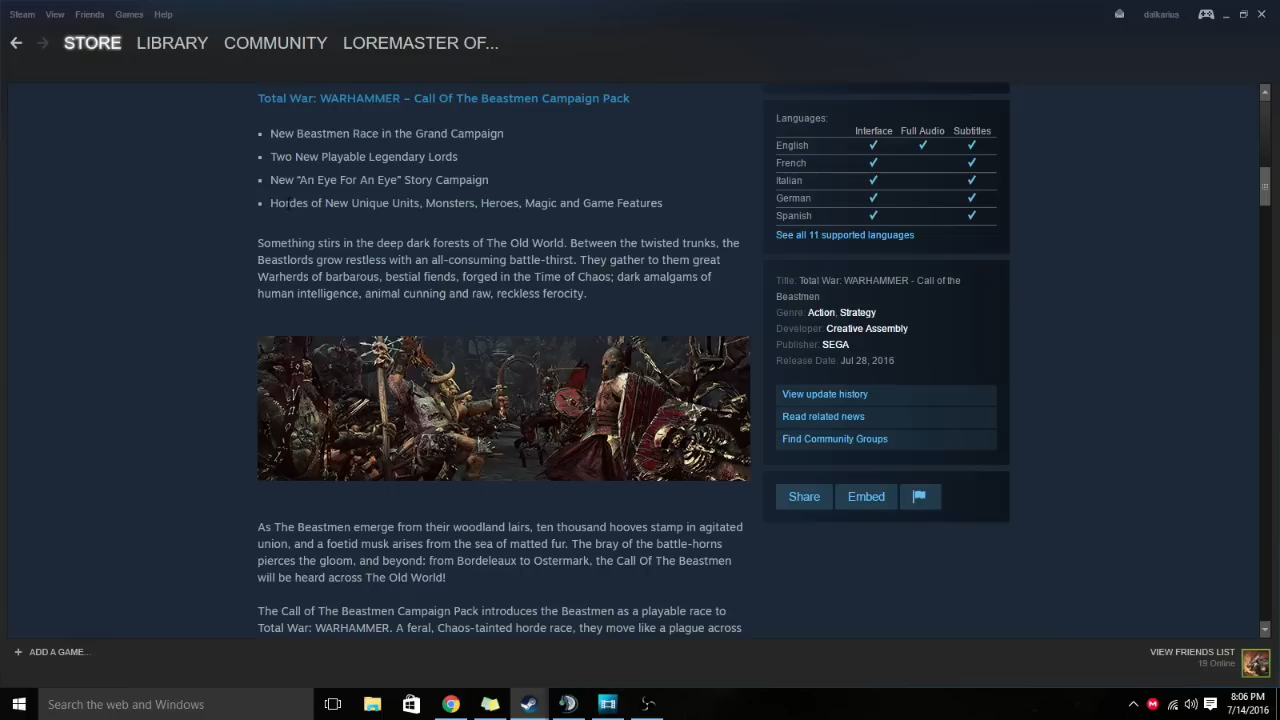 Steam View Friends Games Help
dalkarius
STORE LIBRARY COMMUNITY LOREMASTER OF...
Total War: WARHAMMER – Call Of The Beastmen Campaign Pack
New Beastmen Race in the Grand Campaign
Two New Playable Legendary Lords
New “An Eye For An Eye” Story Campaign
Hordes of New Unique Units, Monsters, Heroes, Magic and Game Features
Something stirs in the deep dark forests of The Old World. Between the twisted trunks, the
Beastlords grow restless with an all-consuming battle-thirst. They gather to them great
Warherds of barbarous, bestial fiends, forged in the Time of Chaos; dark amalgams of
human intelligence, animal cunning and raw, reckless ferocity.
As The Beastmen emerge from their woodland lairs, ten thousand hooves stamp in agitated
union, and a foetid musk arises from the sea of matted fur. The bray of the battle-horns
pierces the gloom, and beyond: from Bordeleaux to Ostermark, the Call Of The Beastmen
will be heard across The Old World!
The Call of The Beastmen Campaign Pack introduces the Beastmen as a playable race to
Total War: WARHAMMER. A feral, Chaos-tainted horde race, they move like a plague across
Languages:
Interface Full Audio Subtitles
English
French
Italian
German
Spanish
See all 11 supported languages
Title: Total War: WARHAMMER - Call of the
Beastmen
Genre: Action, Strategy
Developer: Creative Assembly
Publisher: SEGA
Release Date: Jul 28, 2016
View update history
Read related news
Find Community Groups
Share Embed
+ ADD A GAME...
VIEW FRIENDS LIST
19 Online
Search the web and Windows
8:06 PM
7/14/2016